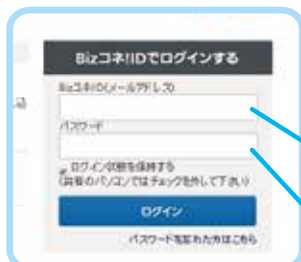 Bizコネ!IDでログインする
Bizコネ!ID(メールアドレス)
パスワード
ログイン状態を保持する
(共有のパソコンではチェックを外して下さい)
ログイン
パスワードを忘れた方はこちら